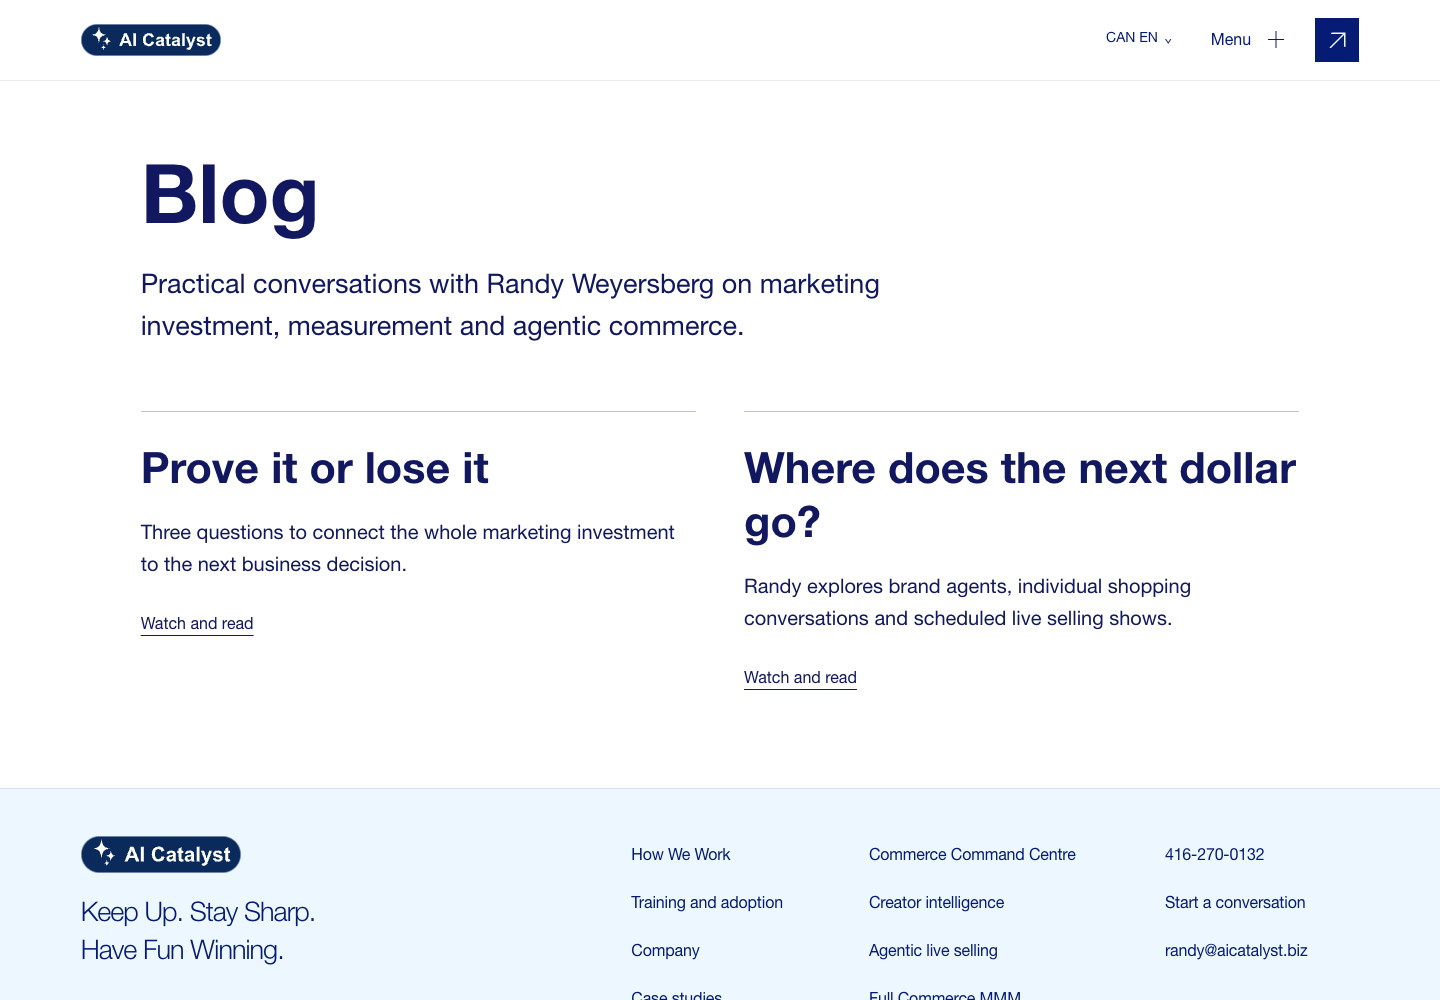 AI Catalyst
CAN EN
Menu
Blog
Practical conversations with Randy Weyersberg on marketing
investment, measurement and agentic commerce.
Prove it or lose it
Three questions to connect the whole marketing investment
to the next business decision.
Watch and read
Where does the next dollar
go?
Randy explores brand agents, individual shopping
conversations and scheduled live selling shows.
Watch and read
AI Catalyst
Keep Up. Stay Sharp.
Have Fun Winning.
How We Work
Training and adoption
Company
Case studies
Commerce Command Centre
Creator intelligence
Agentic live selling
Full Commerce MMM
416-270-0132
Start a conversation
randy@aicatalyst.biz